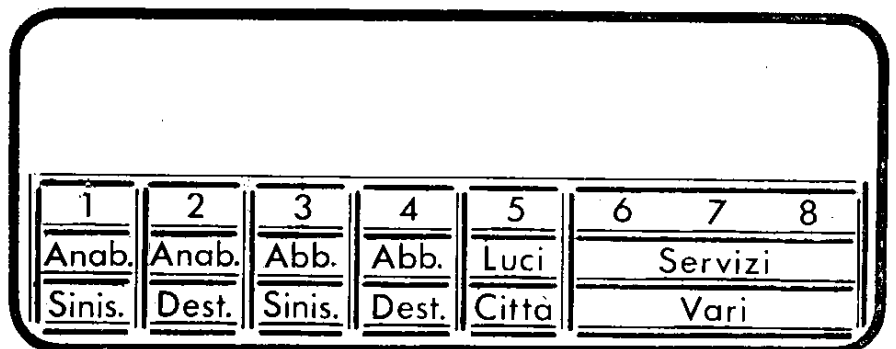 1 2 3 4 5 6 7 8
Anab. Anab. Abb. Abb. Luci Servizi
Sinis. Dest. Sinis. Dest. Città Vari